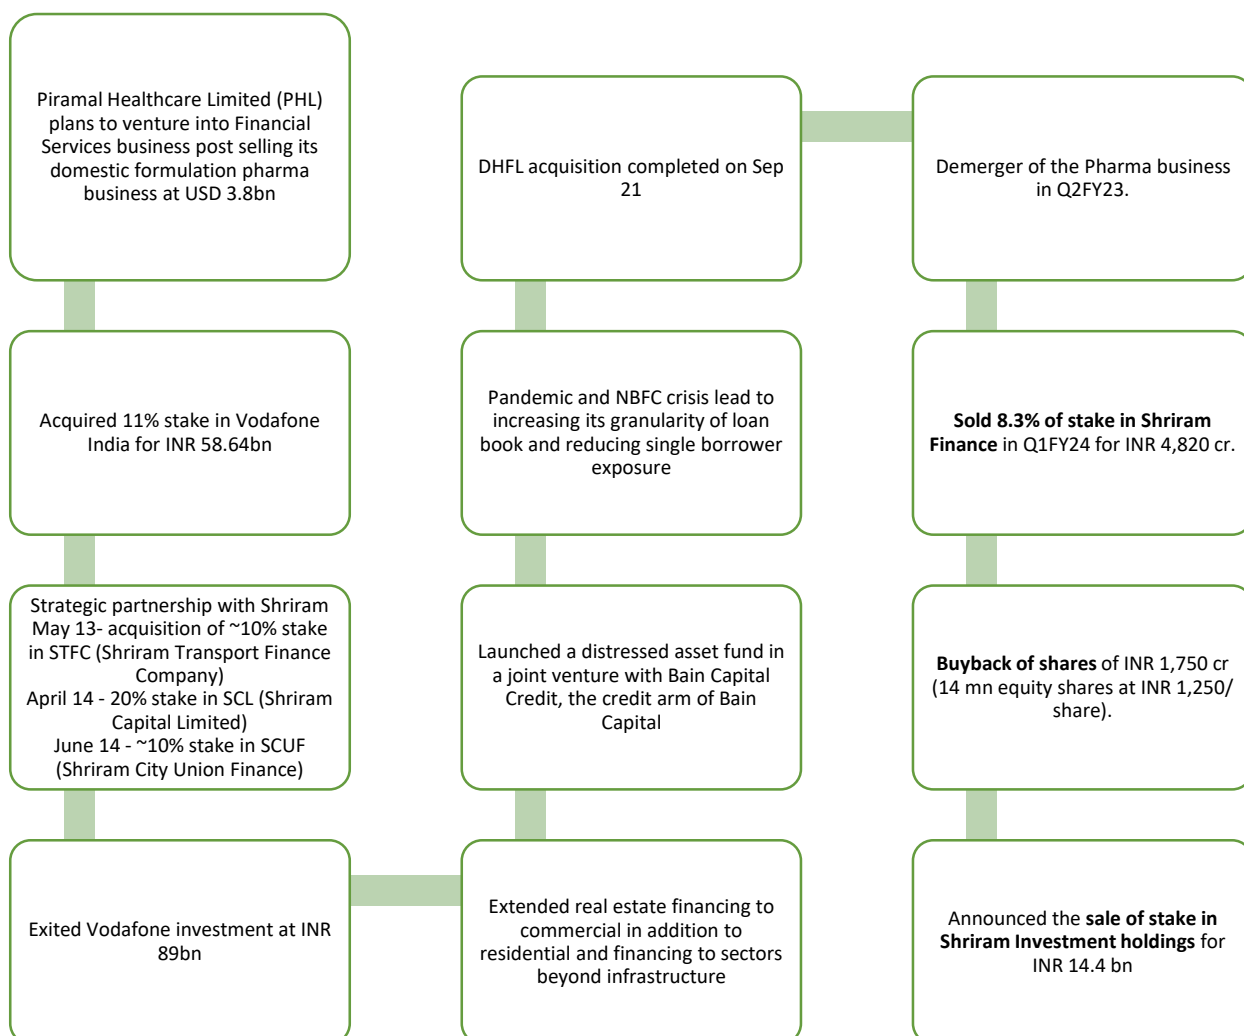 Piramal Healthcare Limited (PHL)
plans to venture into Financial
Services business post selling its
domestic formulation pharma
business at USD 3.8bn
Acquired 11% stake in Vodafone
India for INR 58.64bn
Strategic partnership with Shriram
May 13- acquisition of ~10% stake
in STFC (Shriram Transport Finance
Company)
April 14 - 20% stake in SCL (Shriram
Capital Limited)
June 14 - ~10% stake in SCUF
(Shriram City Union Finance)
Exited Vodafone investment at INR
89bn
Extended real estate financing to
commercial in addition to
residential and financing to sectors
beyond infrastructure
Launched a distressed asset fund in
a joint venture with Bain Capital
Credit, the credit arm of Bain
Capital
Pandemic and NBFC crisis lead to
increasing its granularity of loan
book and reducing single borrower
exposure
DHFL acquisition completed on Sep
21
Demerger of the Pharma business
in Q2FY23.
Sold 8.3% of stake in Shriram
Finance in Q1FY24 for INR 4,820 cr.
Buyback of shares of INR 1,750 cr
(14 mn equity shares at INR 1,250/
share).
Announced the sale of stake in
Shriram Investment holdings for
INR 14.4 bn